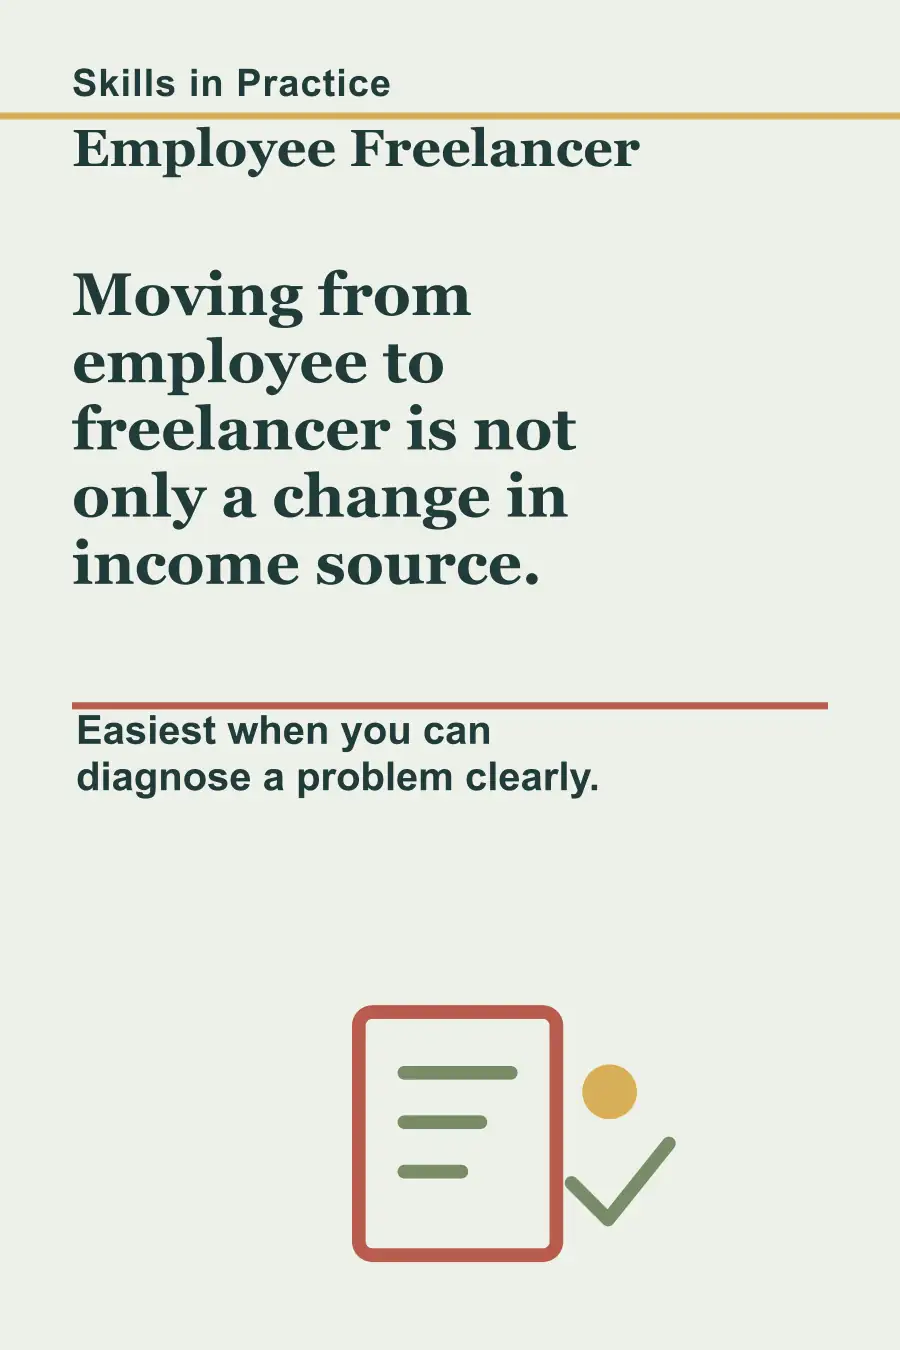 Skills in Practice
Employee Freelancer
Moving from
employee to
freelancer is not
only a change in
income source.
Easiest when you can
diagnose a problem clearly.